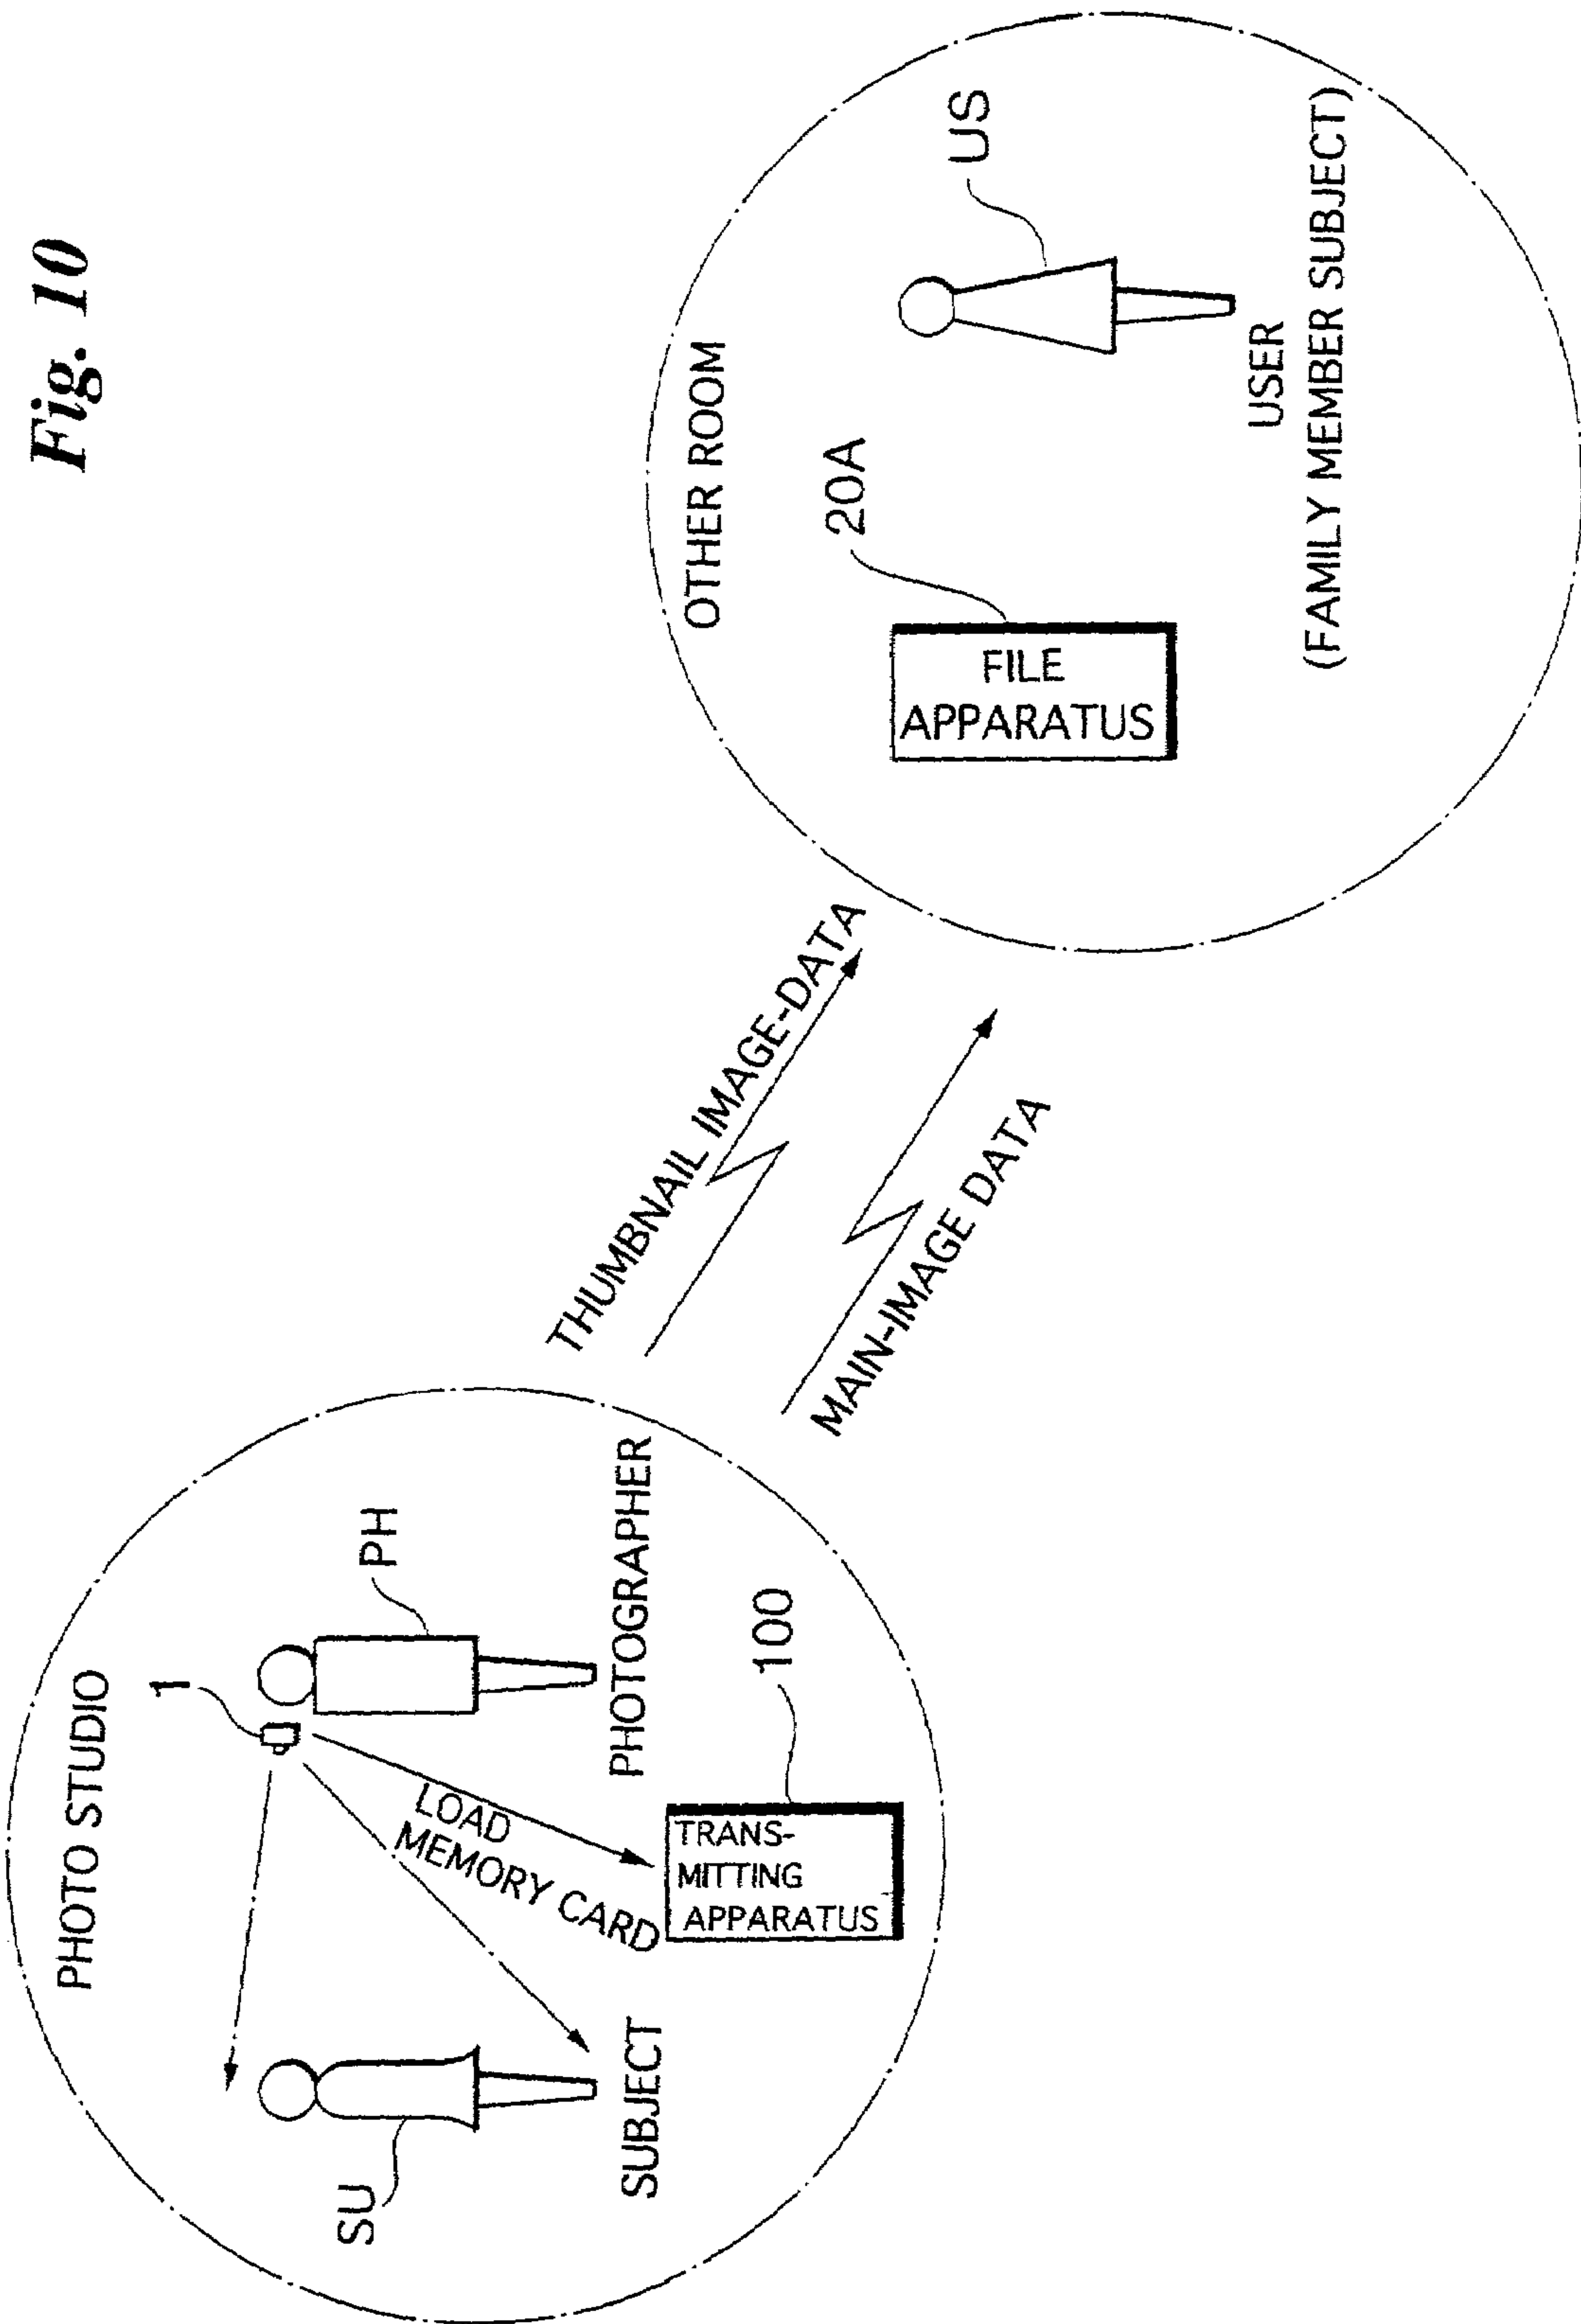 Fig. 10
PHOTO STUDIO
1
PH
SU
LOAD
MEMORY CARD
SUBJECT
PHOTOGRAPHER
TRANS-
MITTING
APPARATUS
100
THUMBNAIL IMAGE-DATA
MAIN-IMAGE DATA
OTHER ROOM
20A
US
FILE
APPARATUS
USER
(FAMILY MEMBER SUBJECT)